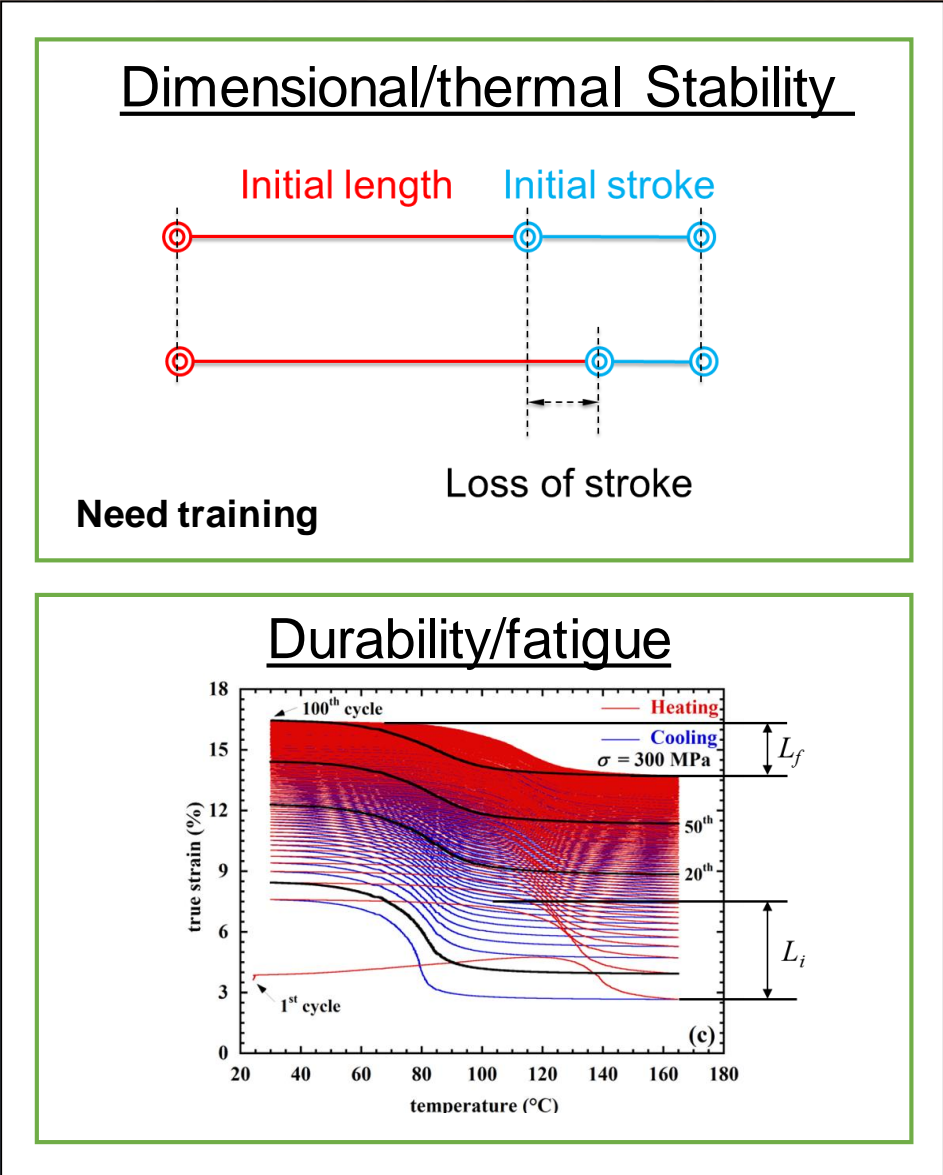 Dimensional/thermal Stability
Initial length Initial stroke
Loss of stroke
Need training
Durability/fatigue
18
100th cycle
Heating
Cooling
σ = 300 MPa
Lf
15
12
50th
20th
9
6
Li
3
1st cycle
(c)
0
true strain (%)
20 40 60 80 100 120 140 160 180
temperature (°C)